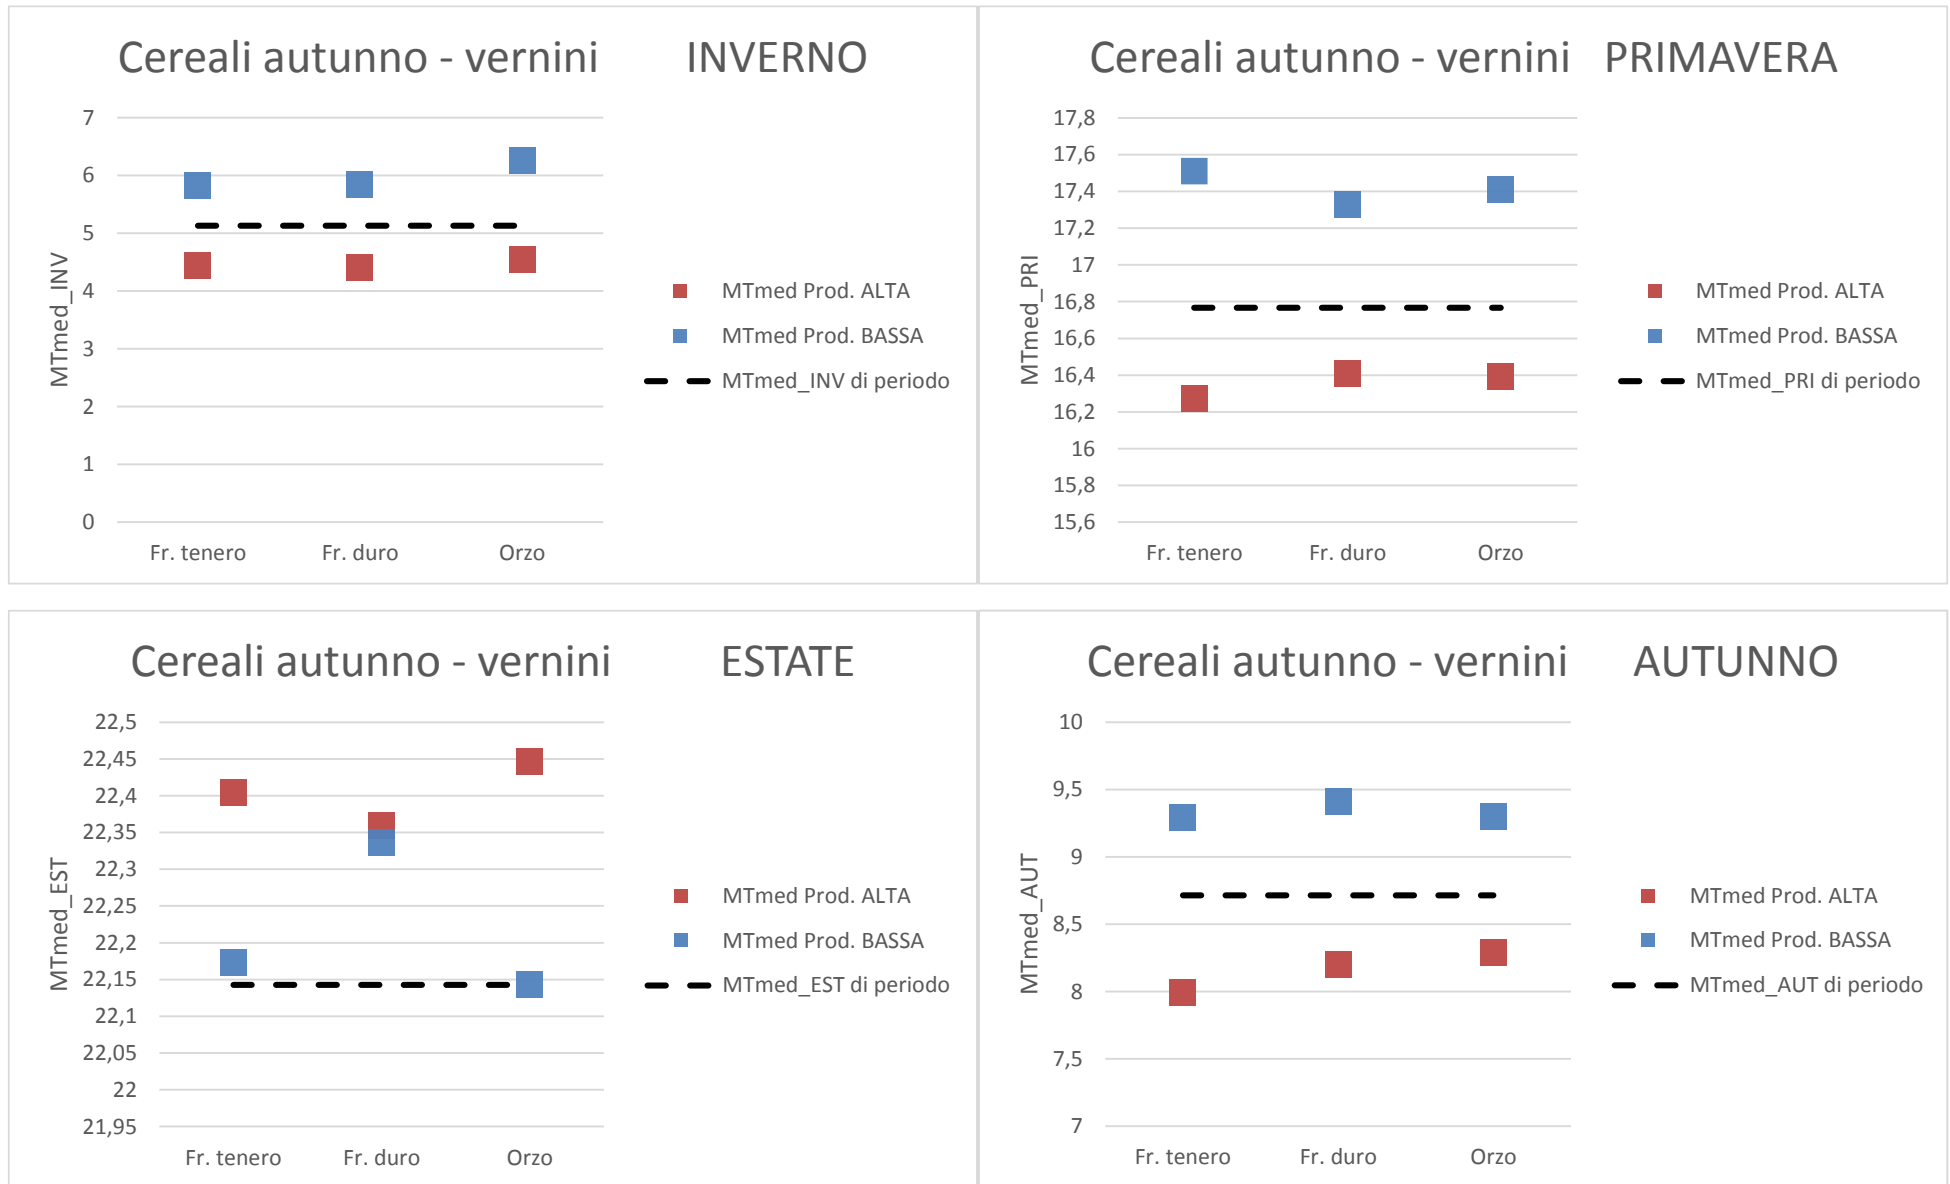 Cereali autunno - vernini INVERNO
7
6
5
4
3
2
1
0
MTmed_INV
Fr. tenero Fr. duro Orzo
MTmed Prod. ALTA
MTmed Prod. BASSA
MTmed_INV di periodo
Cereali autunno - vernini PRIMAVERA
17,8
17,6
17,4
17,2
17
16,8
16,6
16,4
16,2
16
15,8
15,6
MTmed_PRI
Fr. tenero Fr. duro Orzo
MTmed Prod. ALTA
MTmed Prod. BASSA
MTmed_PRI di periodo
Cereali autunno - vernini ESTATE
22,5
22,45
22,4
22,35
22,3
22,25
22,2
22,15
22,1
22,05
22
21,95
MTmed_EST
Fr. tenero Fr. duro Orzo
MTmed Prod. ALTA
MTmed Prod. BASSA
MTmed_EST di periodo
Cereali autunno - vernini AUTUNNO
10
9,5
9
8,5
8
7,5
7
MTmed_AUT
Fr. tenero Fr. duro Orzo
MTmed Prod. ALTA
MTmed Prod. BASSA
MTmed_AUT di periodo